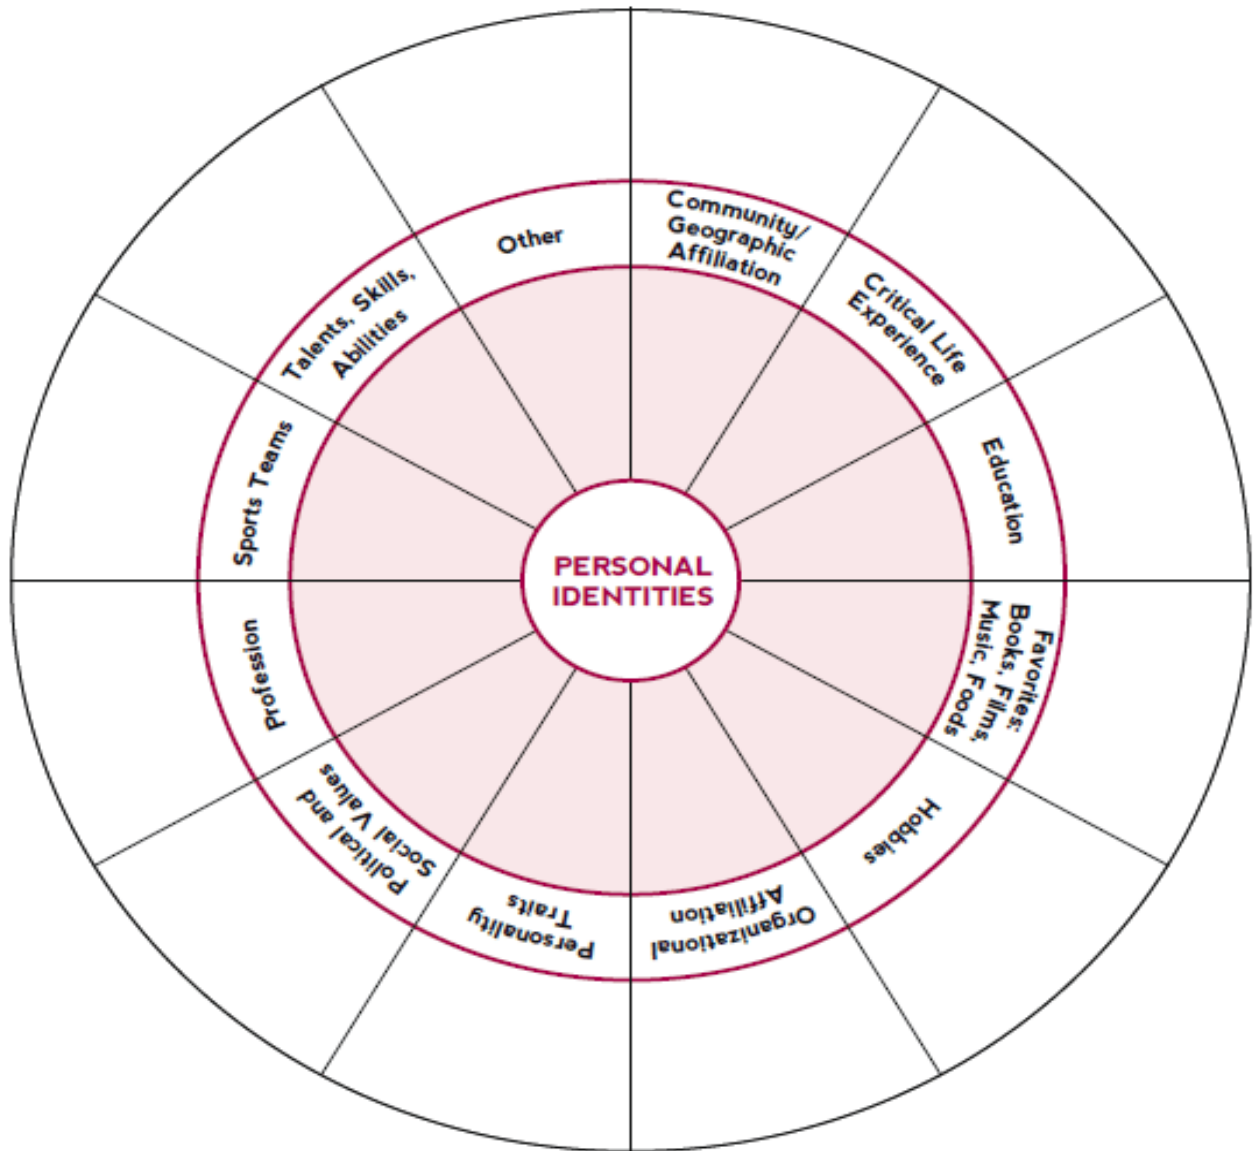 PERSONAL
IDENTITIES
Community/
Geographic
Affiliation
Critical Life
Experience
Education
Favorites:
Books, Films,
Music, Foods
Hobbies
Organizational
Affiliation
Personality
Traits
Political and
Social Values
Profession
Sports Teams
Talents, Skills,
Abilities
Other